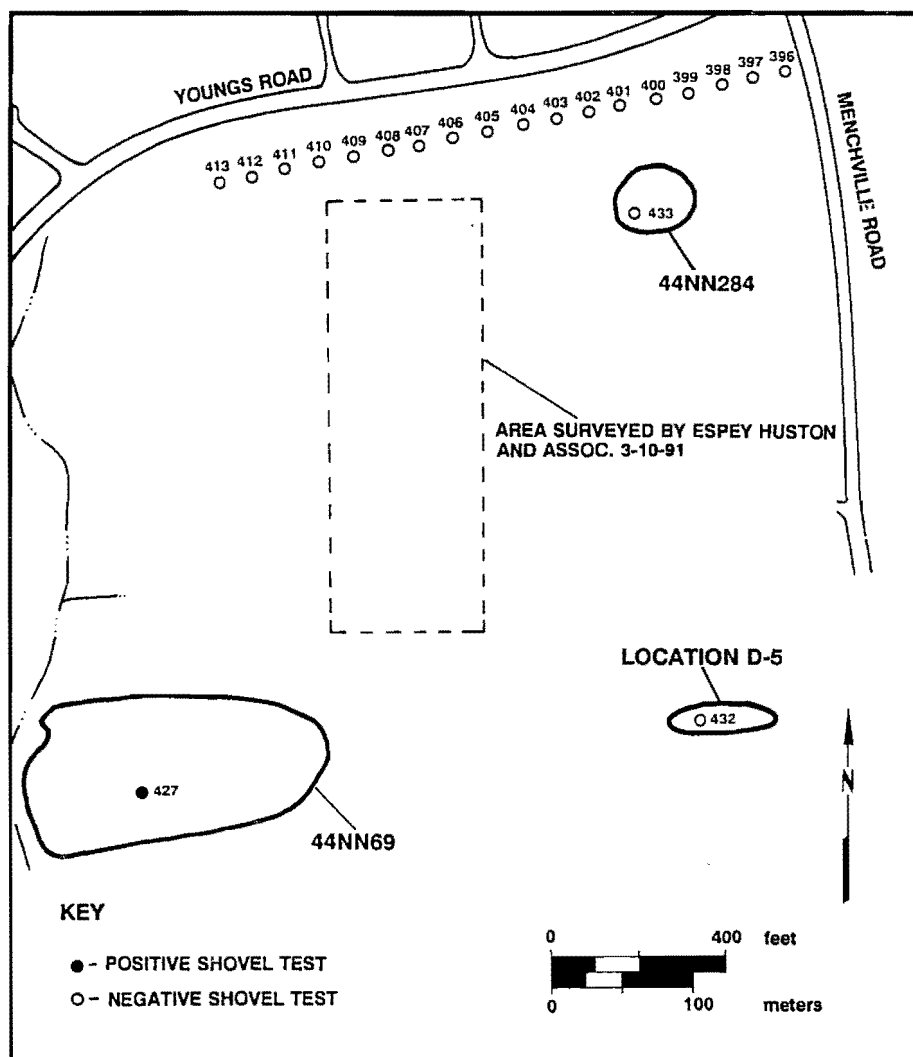 YOUNGS ROAD
MENCHVILLE ROAD
413
412
411
410
409
408
407
406
405
404
403
402
401
400
399
398
397
396
433
44NN284
AREA SURVEYED BY ESPEY HUSTON
AND ASSOC. 3-10-91
LOCATION D-5
432
427
44NN69
N
KEY
● - POSITIVE SHOVEL TEST
○ - NEGATIVE SHOVEL TEST
0 400 feet
0 100 meters